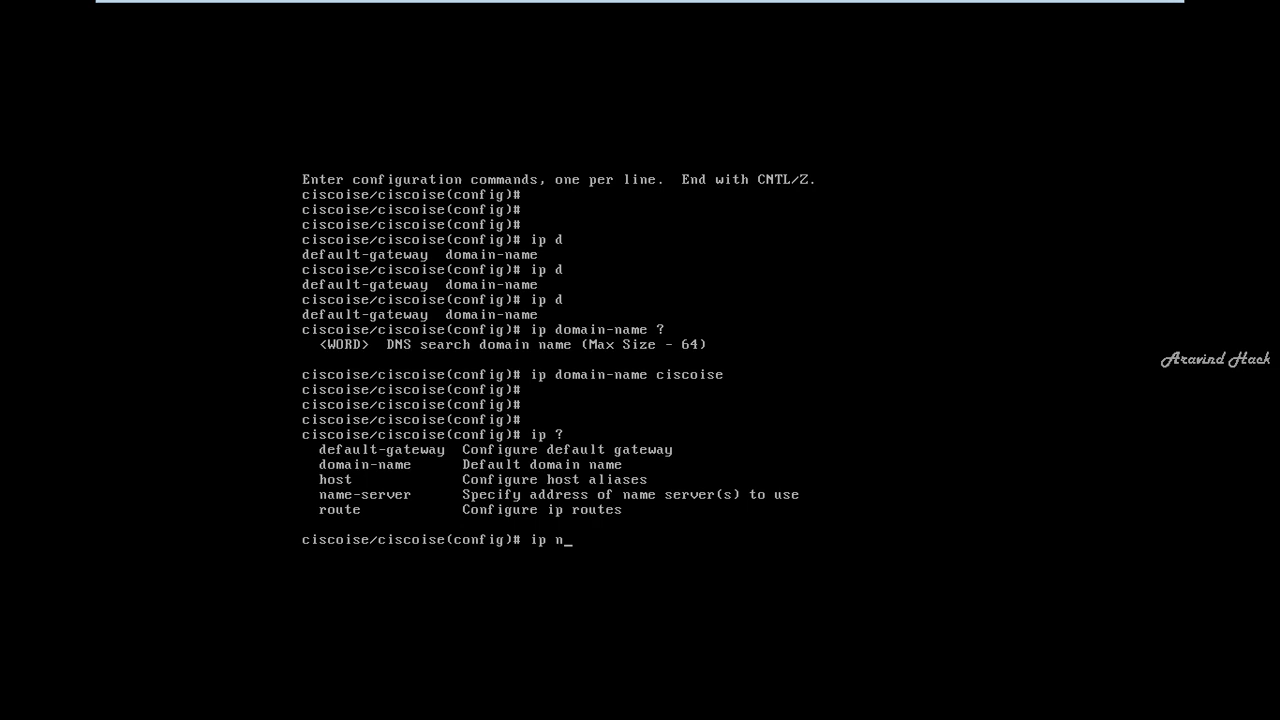 Enter configuration commands, one per line.  End with CNTL/Z.
ciscoise/ciscoise(config)#
ciscoise/ciscoise(config)#
ciscoise/ciscoise(config)#
ciscoise/ciscoise(config)# ip d
default-gateway  domain-name
ciscoise/ciscoise(config)# ip d
default-gateway  domain-name
ciscoise/ciscoise(config)# ip d
default-gateway  domain-name
ciscoise/ciscoise(config)# ip domain-name ?
  <WORD>  DNS search domain name (Max Size - 64)
ciscoise/ciscoise(config)# ip domain-name ciscoise
ciscoise/ciscoise(config)#
ciscoise/ciscoise(config)#
ciscoise/ciscoise(config)#
ciscoise/ciscoise(config)# ip ?
  default-gateway  Configure default gateway
  domain-name      Default domain name
  host             Configure host aliases
  name-server      Specify address of name server(s) to use
  route            Configure ip routes
ciscoise/ciscoise(config)# ip n_
Aravind Hack